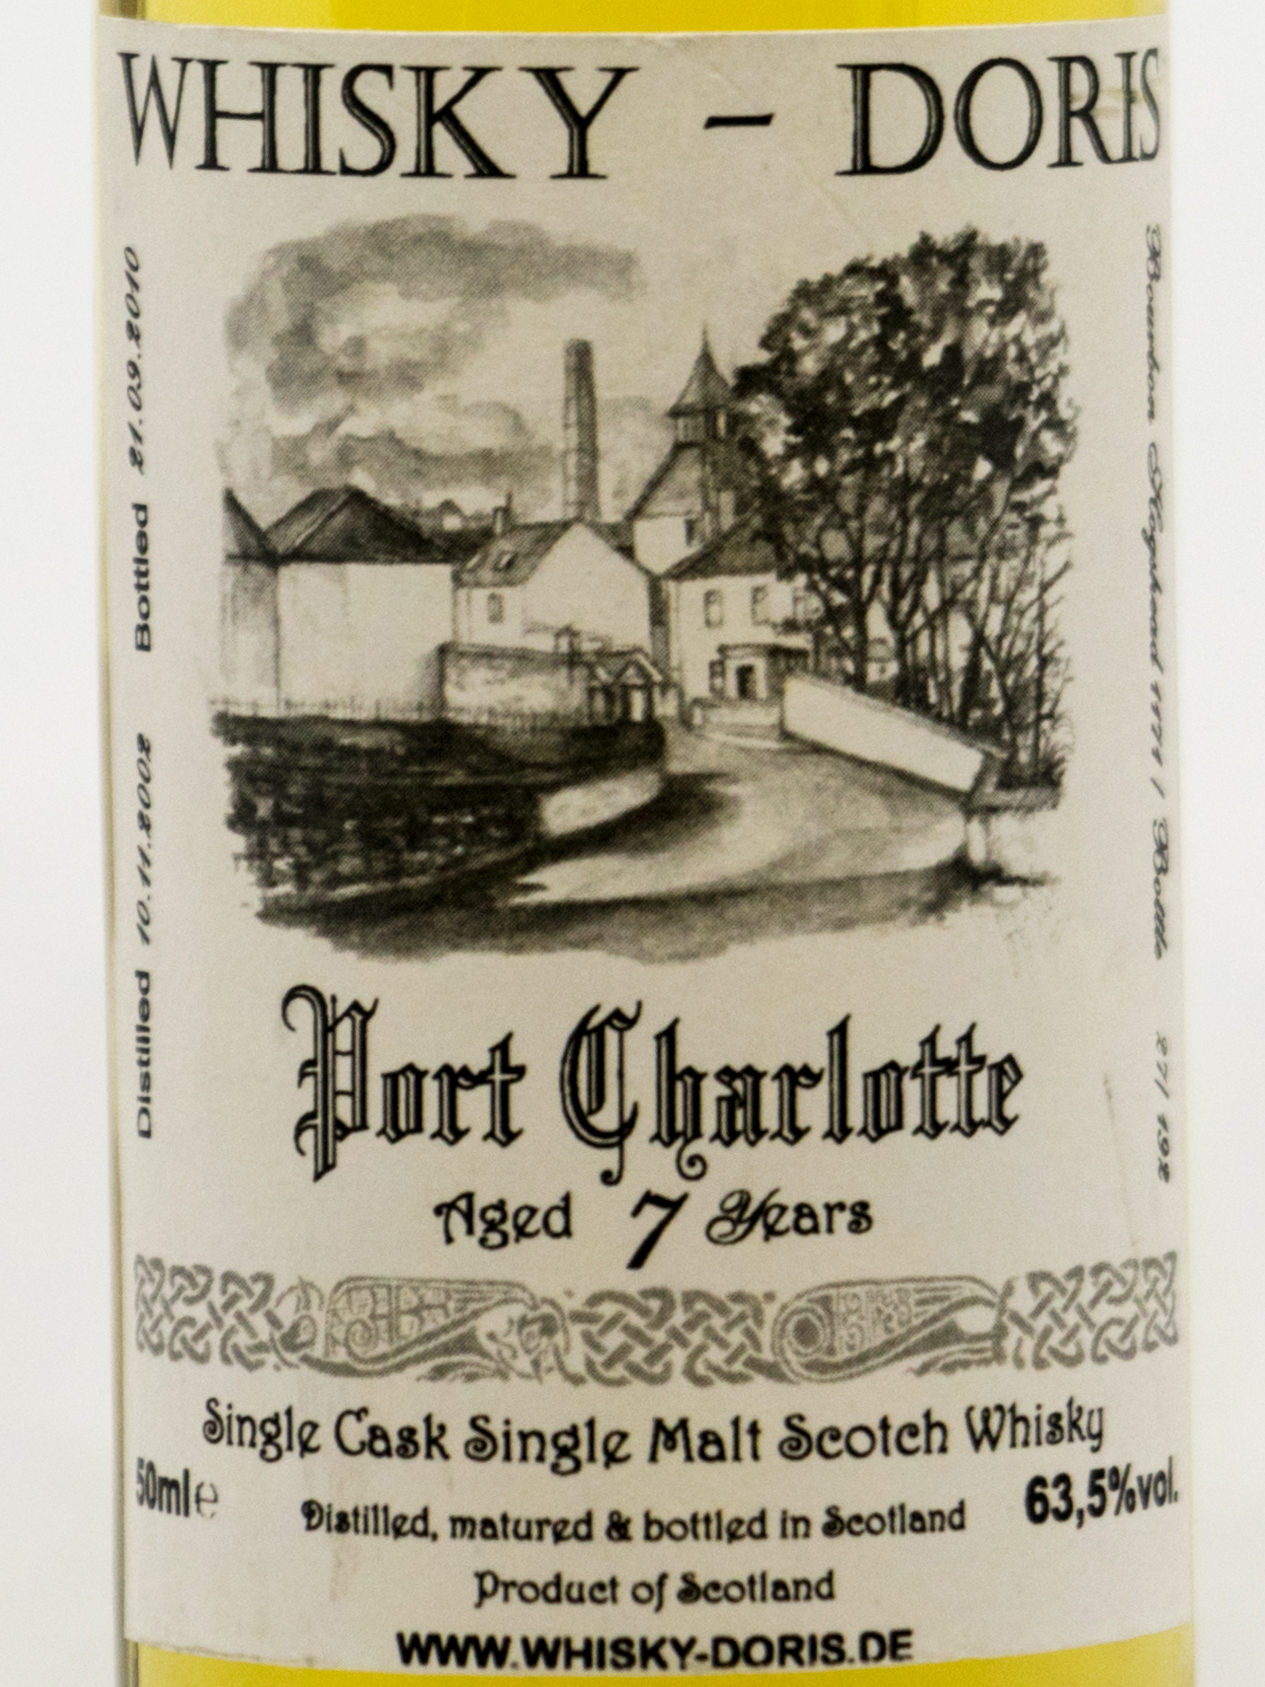 WHISKY – DORIS
Distilled 10.11.2002 Bottled 21.09.2010
Bourbon Hogshead 1171 / Bottle 27/ 192
Port Charlotte
Aged 7 Years
Single Cask Single Malt Scotch Whisky
50ml e
63,5%vol.
Distilled, matured & bottled in Scotland
Product of Scotland
WWW.WHISKY-DORIS.DE